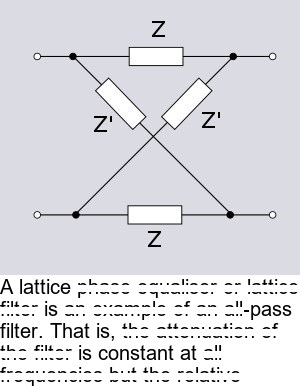 Z
Z'
Z'
Z
A lattice phase equaliser or lattice
filter is an example of an all-pass
filter. That is, the attenuation of
the filter is constant at all
frequencies but the relative